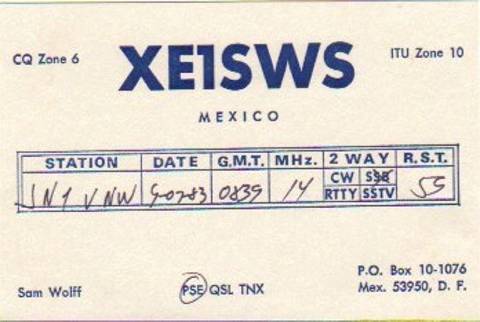 CQ Zone 6
XE1SWS
ITU Zone 10
MEXICO
STATION DATE G.M.T. MHz. 2 WAY R.S.T.
CW SSB
JN1VNW 0839 14 RTTY SSTV 55
Sam Wolff
PSE QSL TNX
P.O. Box 10-1076
Mex. 53950, D. F.